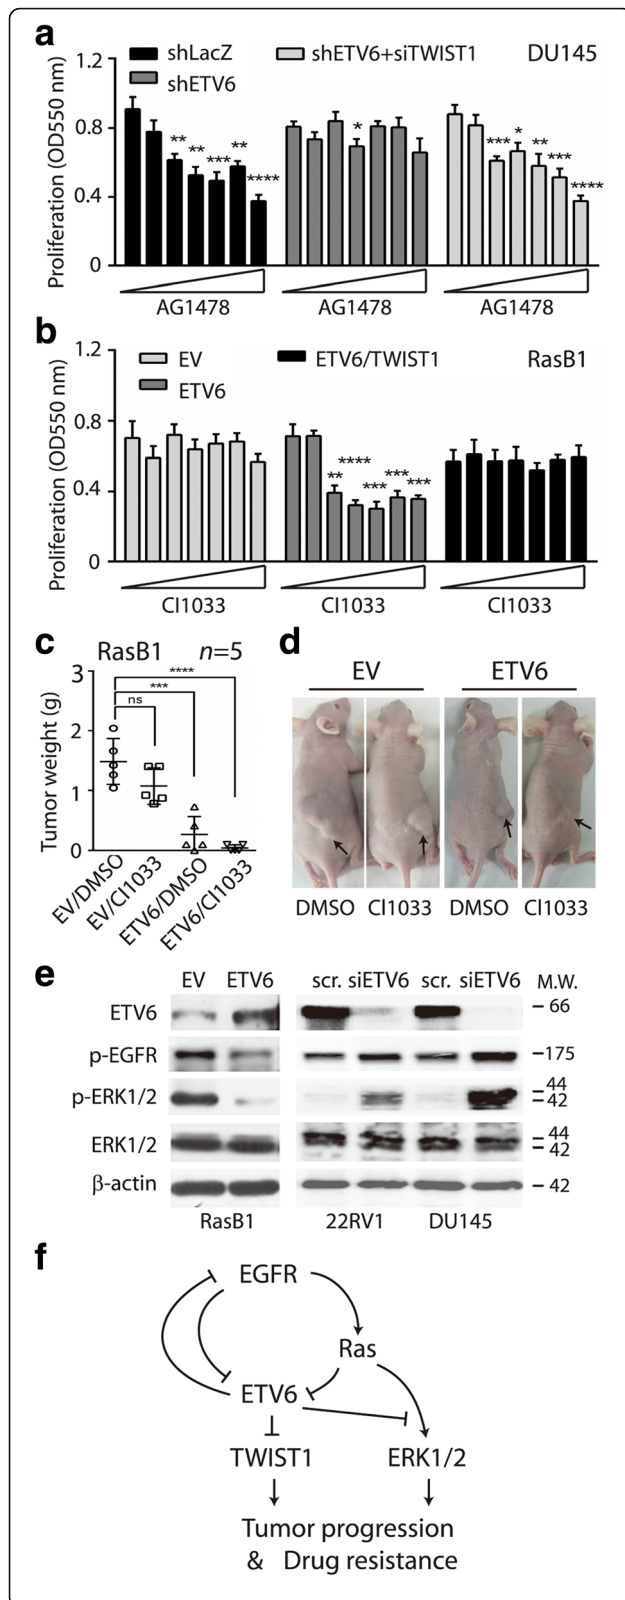 a
shLacZ
shETV6
shETV6+siTWIST1
DU145
Proliferation (OD550 nm)
1.2
0.8
0.4
0
** ** *** ** ****
*
*** * ** *** ****
AG1478 AG1478 AG1478
b
EV
ETV6
ETV6/TWIST1
RasB1
Proliferation (OD550 nm)
1.2
0.8
0.4
0
** **** *** *** ***
CI1033 CI1033 CI1033
c
RasB1 n=5
Tumor weight (g)
3
2
1
0
****
***
ns
EV/DMSO
EV/CI1033
ETV6/DMSO
ETV6/CI1033
d
EV ETV6
DMSO CI1033 DMSO CI1033
e
EV ETV6 scr. siETV6 scr. siETV6 M.W.
ETV6 66
p-EGFR 175
p-ERK1/2 44
42
ERK1/2 44
42
β-actin 42
RasB1 22RV1 DU145
f
EGFR
Ras
ETV6
TWIST1 ERK1/2
Tumor progression
& Drug resistance